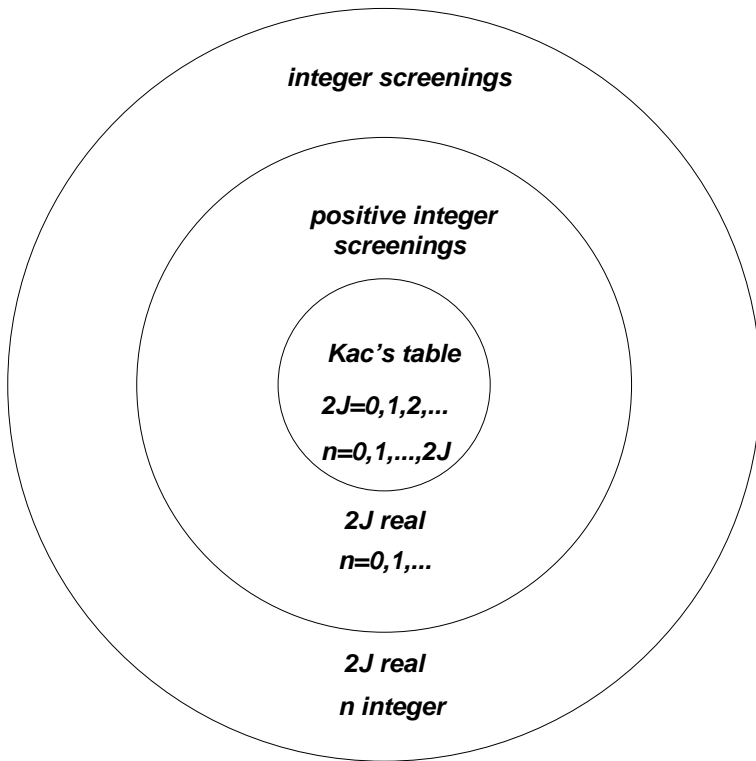 integer screenings
positive integer
screenings
Kac's table
2J=0,1,2,...
n=0,1,...,2J
2J real
n=0,1,...
2J real
n integer